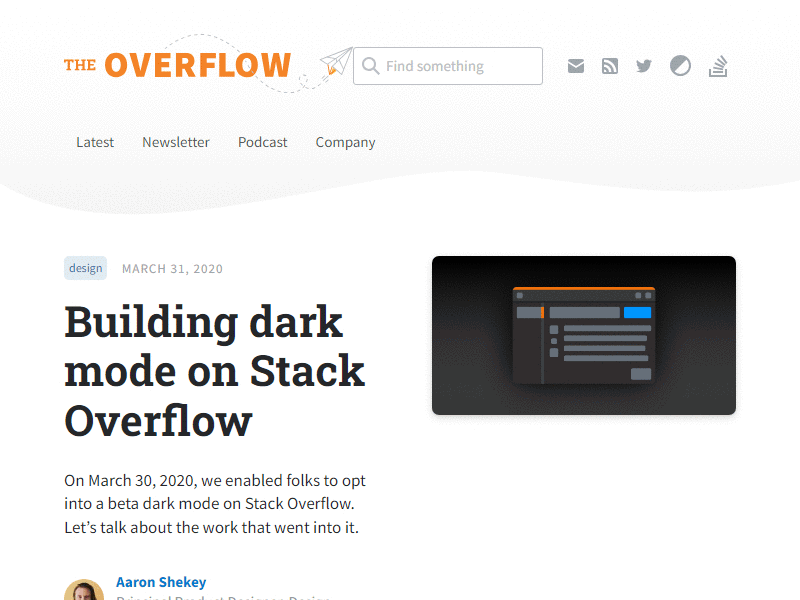 THE OVERFLOW
Find something
Latest Newsletter Podcast Company
design MARCH 31, 2020
Building dark
mode on Stack
Overflow
On March 30, 2020, we enabled folks to opt
into a beta dark mode on Stack Overflow.
Let’s talk about the work that went into it.
Aaron Shekey